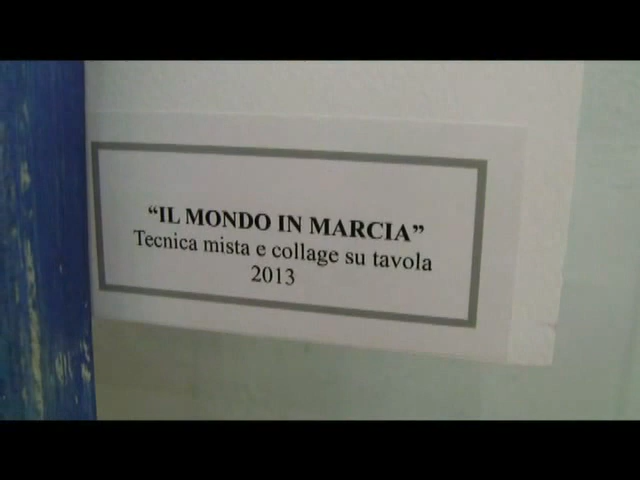 “IL MONDO IN MARCIA”
Tecnica mista e collage su tavola
2013